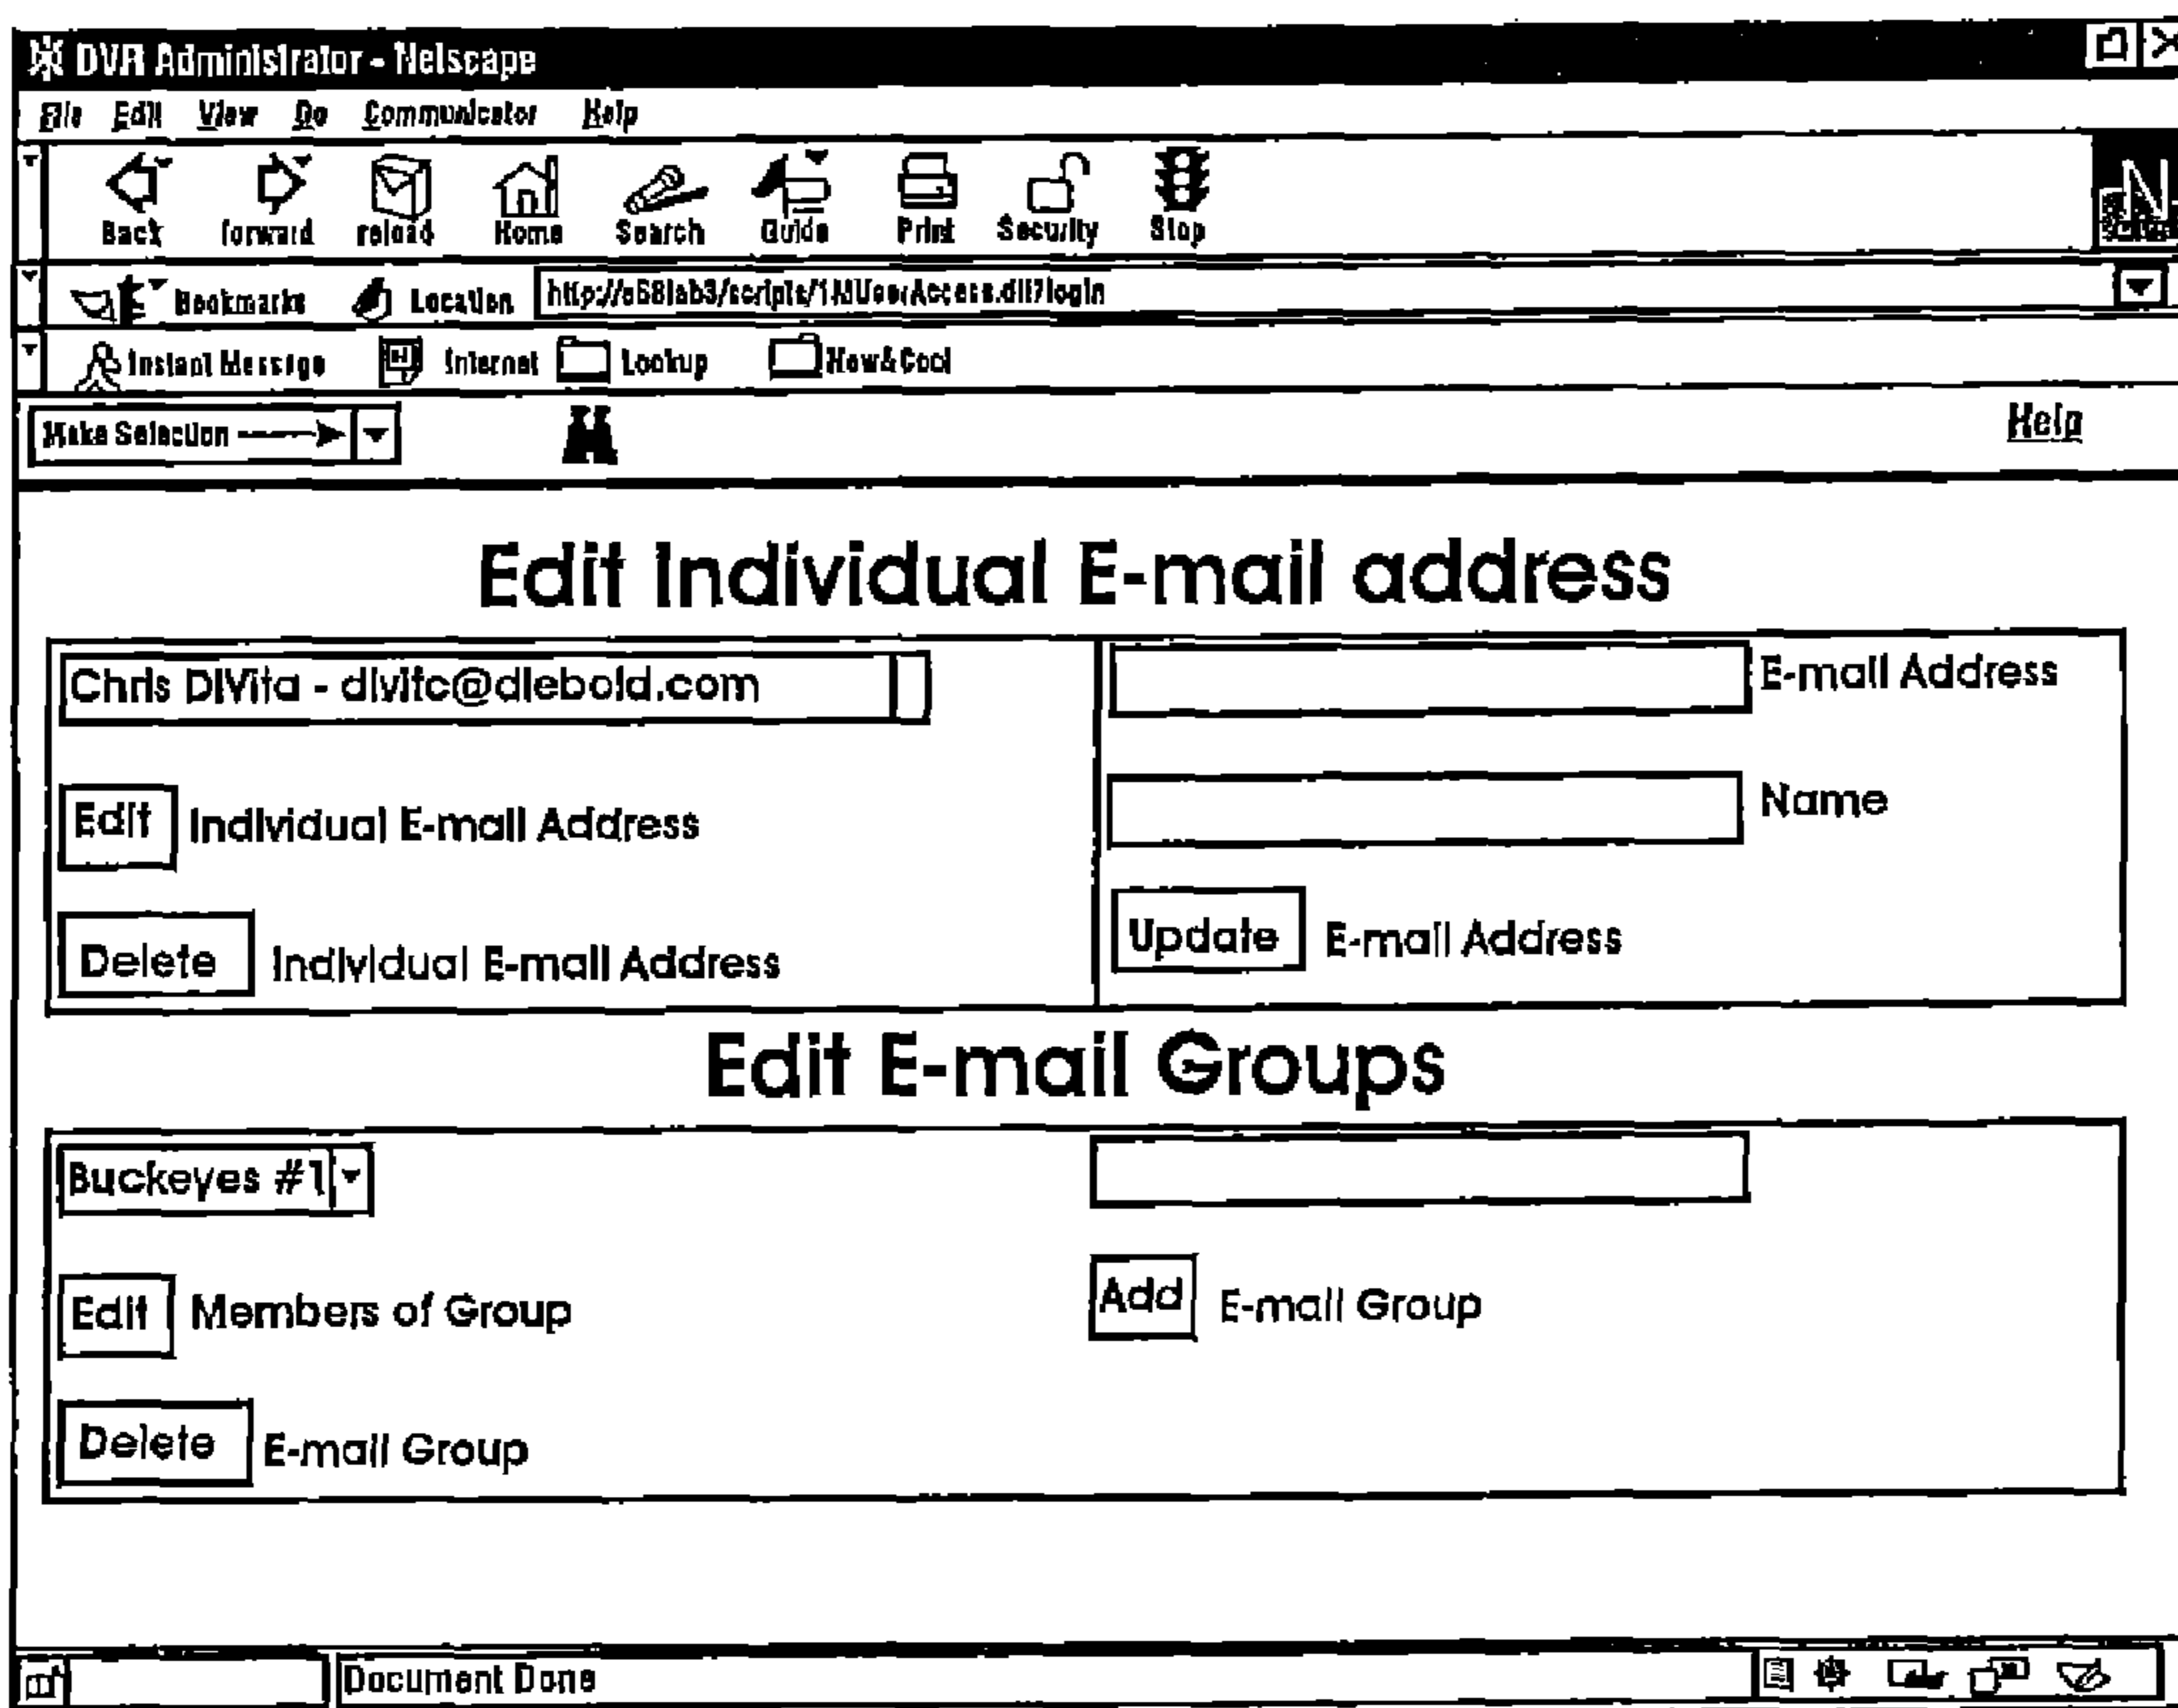 DVR Administrator - Netscape
File Edit View Go Communicator Help
Back forward reload Home Search Guide Print Security Stop
Bookmarks Location
Instant Message Internet Lookup New&Cool
Make Selection
Help
Edit Individual E-mail address
Chris DiVita - divitc@diebold.com
E-mail Address
Name
Edit Individual E-mail Address
Update E-mail Address
Delete Individual E-mail Address
Edit E-mail Groups
Buckeyes #1
Edit Members of Group
Add E-mail Group
Delete E-mail Group
Document Done